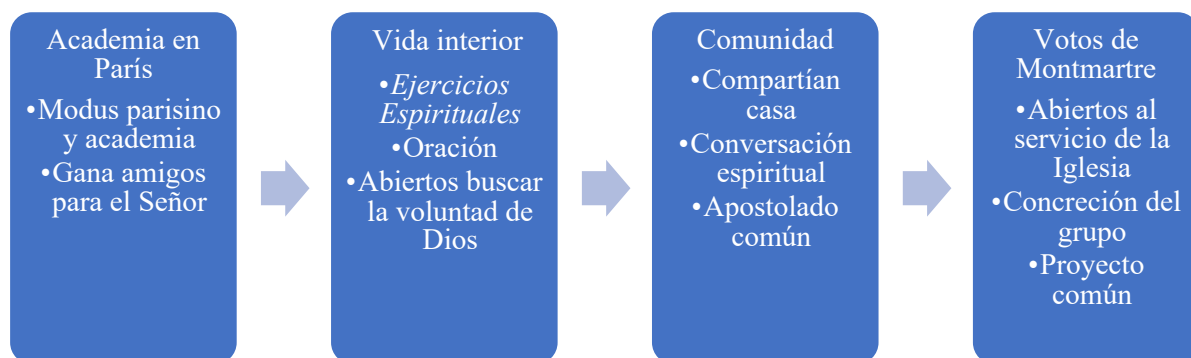 Academia en
París
•Modus parisino
y academia
•Gana amigos
para el Señor
Vida interior
•Ejercicios
Espirituales
•Oración
•Abiertos buscar
la voluntad de
Dios
Comunidad
•Compartían
casa
•Conversación
espiritual
•Apostolado
común
Votos de
Montmartre
•Abiertos al
servicio de la
Iglesia
•Concreción del
grupo
•Proyecto
común